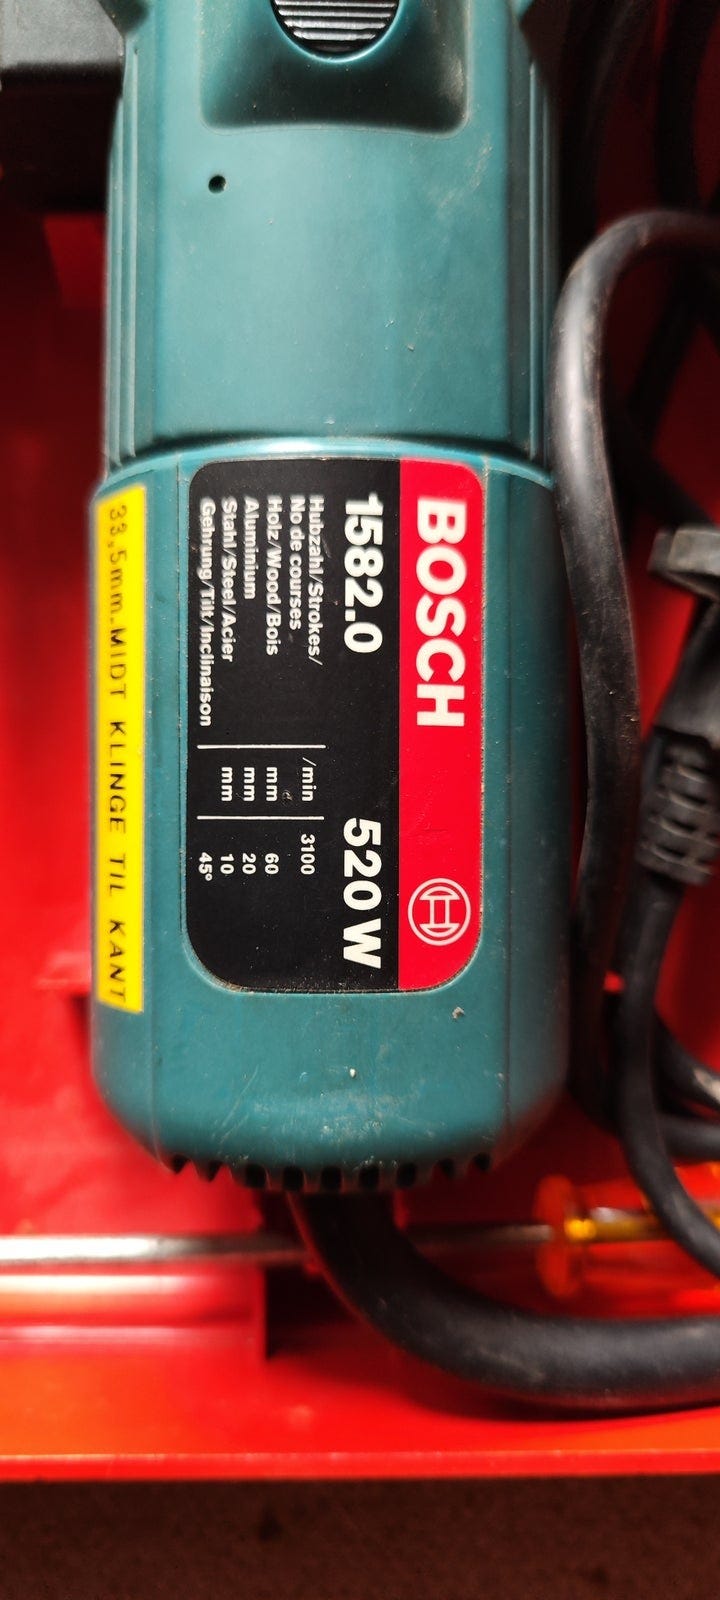 BOSCH
1582.0 520 W
Hubzahl/Strokes/
No de courses /min 3100
Holz/Wood/Bois mm 60
Aluminium mm 20
Stahl/Steel/Acier mm 10
Gehrung/Tilt/Inclinaison 45°
33,5mm.MIDT KLINGE TIL KANT